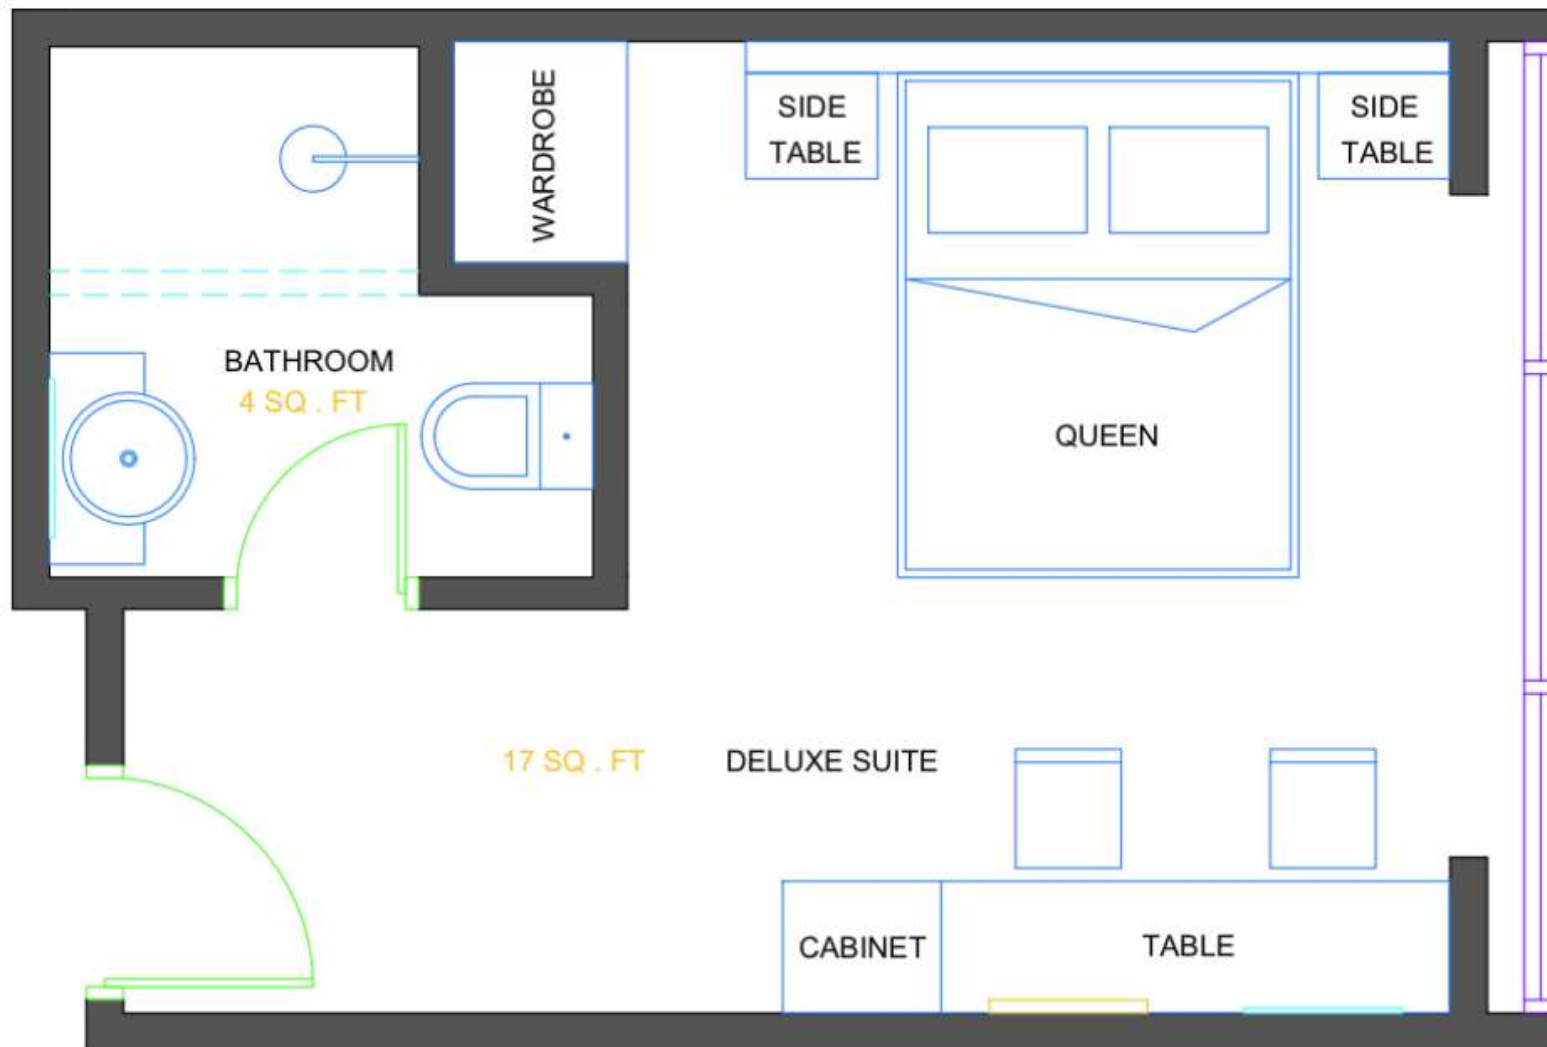 WARDROBE
SIDE
TABLE
SIDE
TABLE
BATHROOM
4 SQ . FT
QUEEN
17 SQ . FT
DELUXE SUITE
CABINET
TABLE